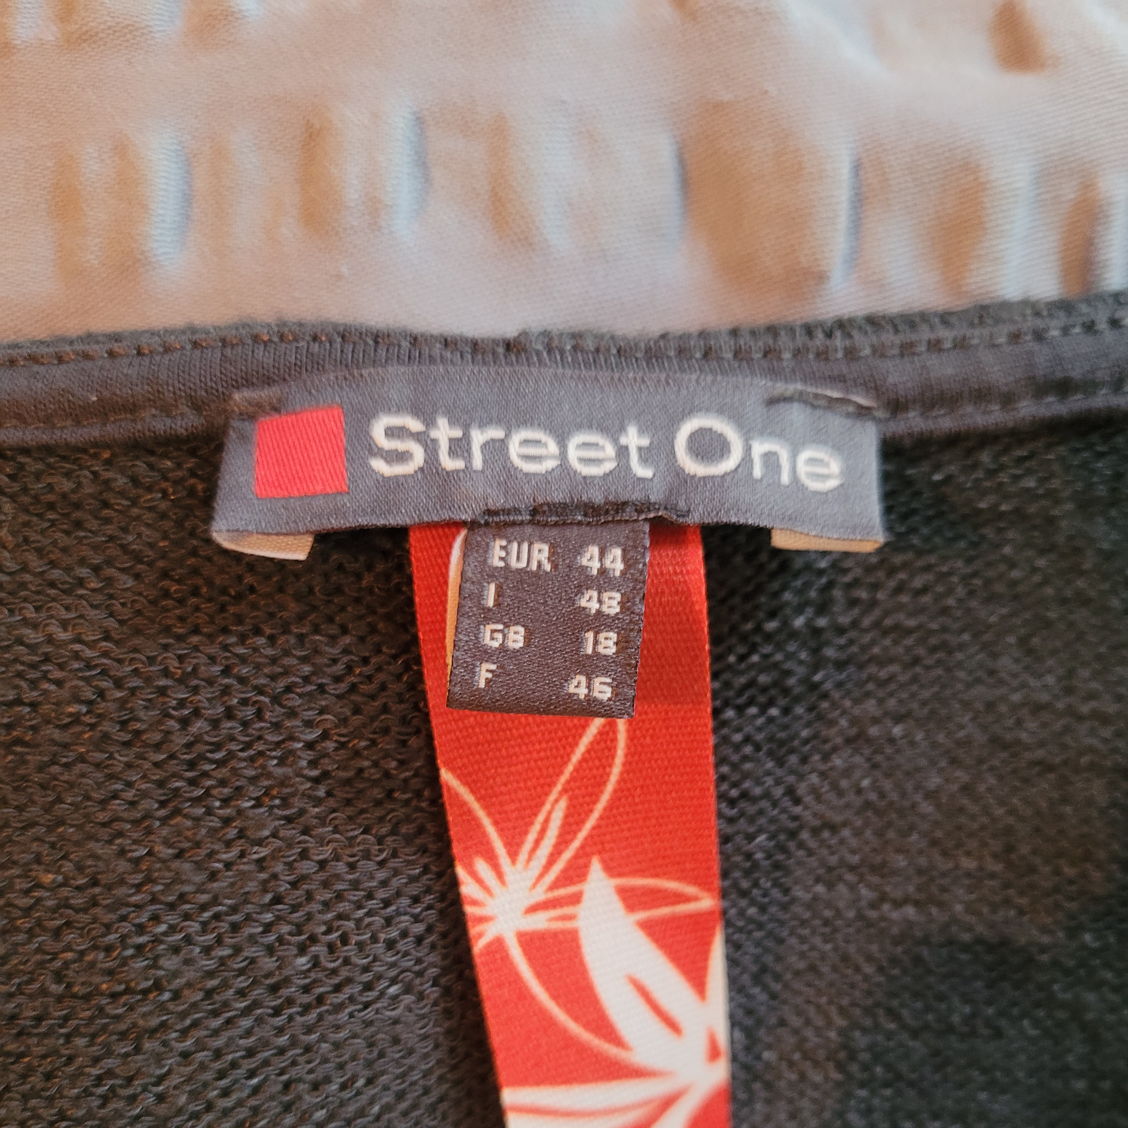 Street One
EUR 44
I 48
GB 18
F 46